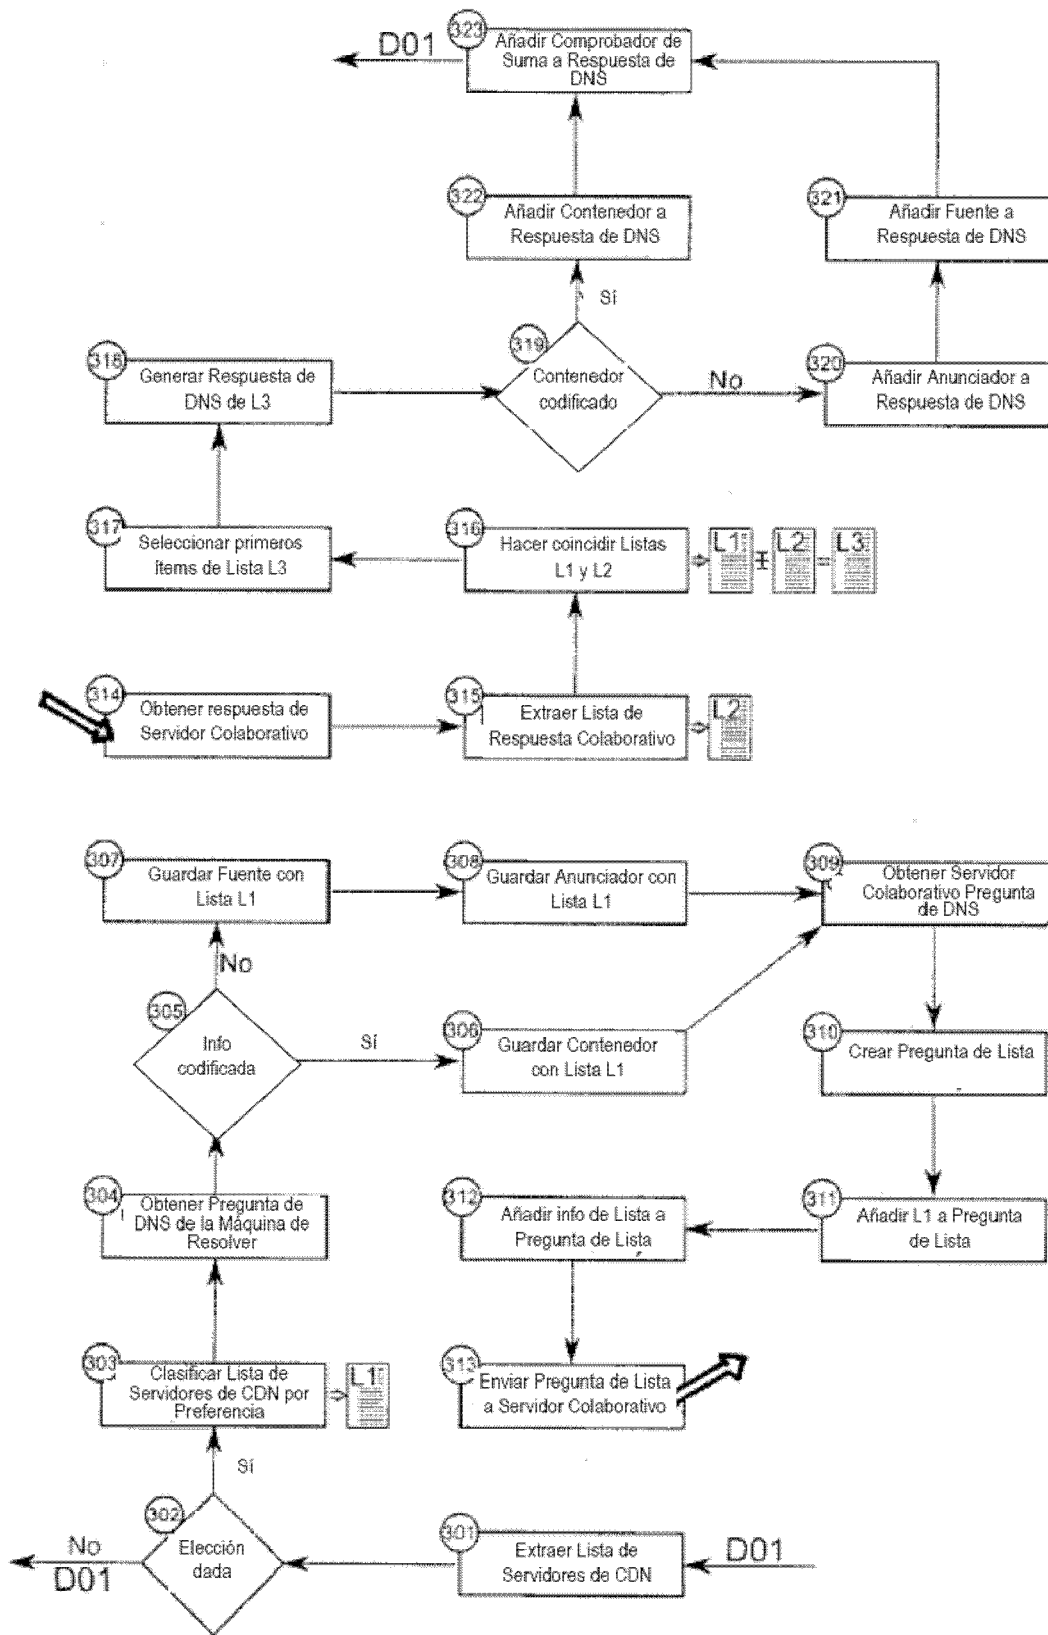 323
D01
Añadir Comprobador de
Suma a Respuesta de
DNS
322
Añadir Contenedor a
Respuesta de DNS
321
Añadir Fuente a
Respuesta de DNS
Sí
318
Generar Respuesta de
DNS de L3
319
Contenedor
codificado
No
320
Añadir Anunciador a
Respuesta de DNS
317
Seleccionar primeros
Items de Lista L3
316
Hacer coincidir Listas
L1 y L2
L1 ± L2 = L3
314
Obtener respuesta de
Servidor Colaborativo
315
Extraer Lista de
Respuesta Colaborativo
L2
307
Guardar Fuente con
Lista L1
308
Guardar Anunciador con
Lista L1
309
Obtener Servidor
Colaborativo Pregunta
de DNS
No
305
Info
codificada
Sí
306
Guardar Contenedor
con Lista L1
310
Crear Pregunta de Lista
304
Obtener Pregunta de
DNS de la Máquina de
Resolver
312
Añadir info de Lista a
Pregunta de Lista
311
Añadir L1 a Pregunta
de Lista
303
Clasificar Lista de
Servidores de CDN por
Preferencia
L1
313
Enviar Pregunta de Lista
a Servidor Colaborativo
Sí
302
Elección
dada
No
D01
301
Extraer Lista de
Servidores de CDN
D01